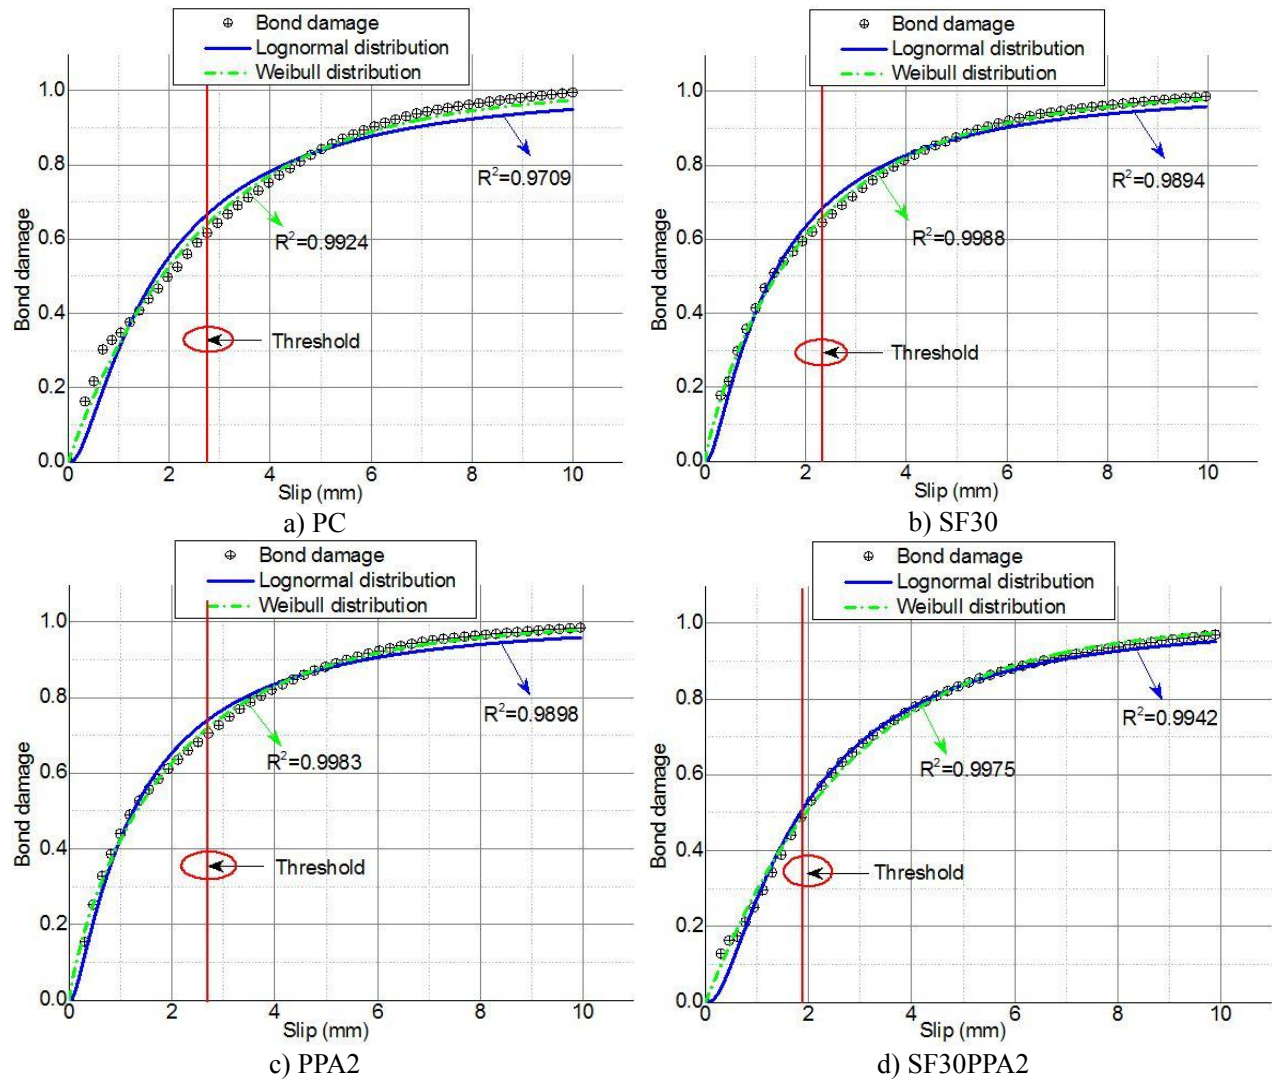 Bond damage
Lognormal distribution
Weibull distribution
1.0
0.8
0.6
0.4
0.2
0.0
Bond damage
R²=0.9709
R²=0.9924
Threshold
0 2 4 6 8 10
Slip (mm)
a) PC
Bond damage
Lognormal distribution
Weibull distribution
1.0
0.8
0.6
0.4
0.2
0.0
Bond damage
R²=0.9894
R²=0.9988
Threshold
0 2 4 6 8 10
Slip (mm)
b) SF30
Bond damage
Lognormal distribution
Weibull distribution
1.0
0.8
0.6
0.4
0.2
0.0
Bond damage
R²=0.9898
R²=0.9983
Threshold
0 2 4 6 8 10
Slip (mm)
c) PPA2
Bond damage
Lognormal distribution
Weibull distribution
1.0
0.8
0.6
0.4
0.2
0.0
Bond damage
R²=0.9942
R²=0.9975
Threshold
0 2 4 6 8 10
Slip (mm)
d) SF30PPA2